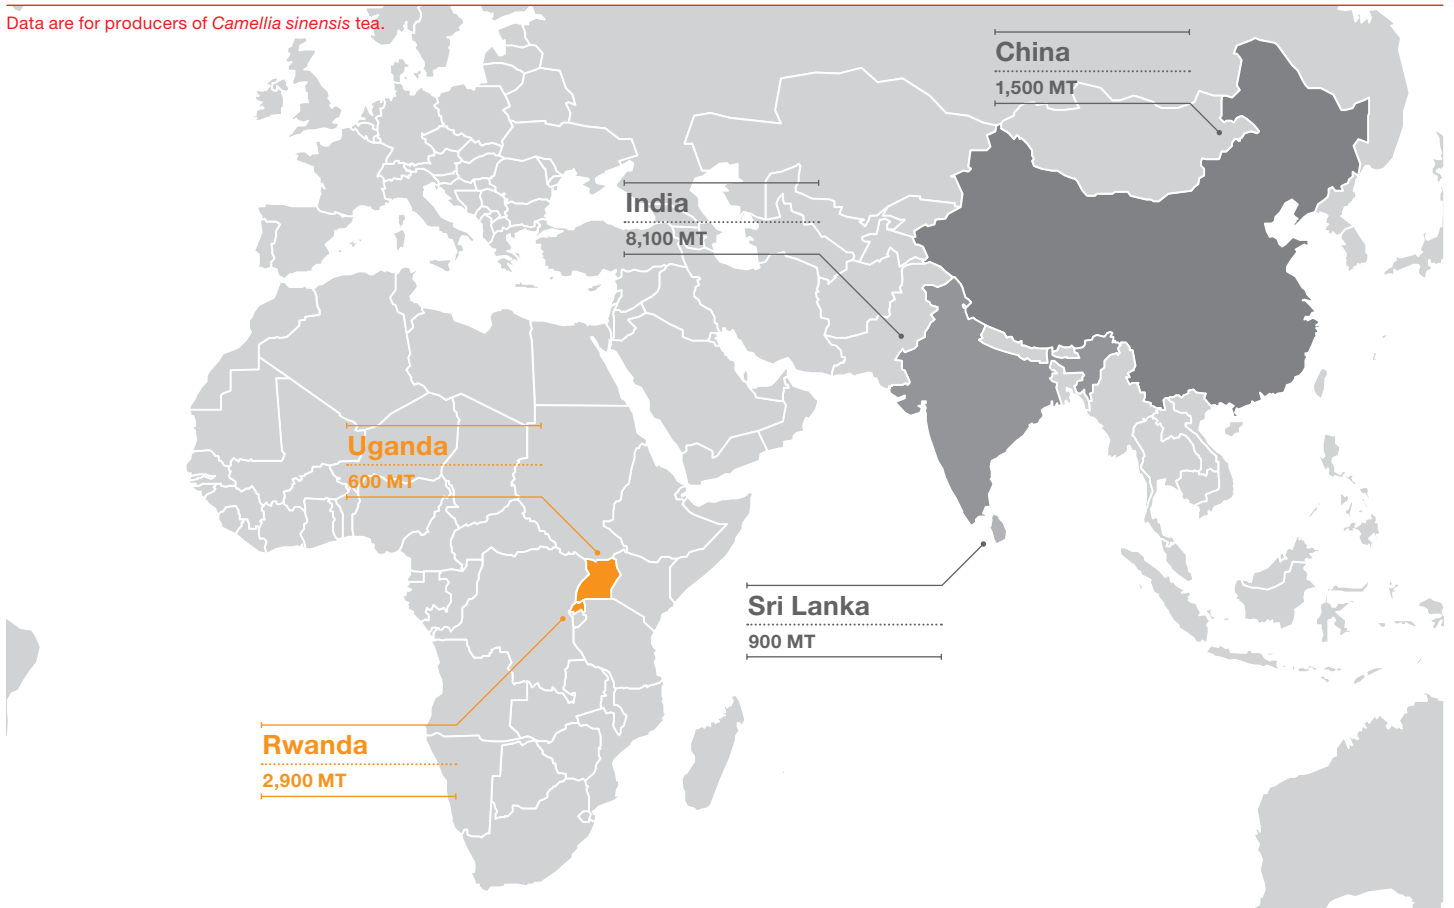 Data are for producers of Camellia sinensis tea.
China
1,500 MT
India
8,100 MT
Uganda
600 MT
Sri Lanka
900 MT
Rwanda
2,900 MT